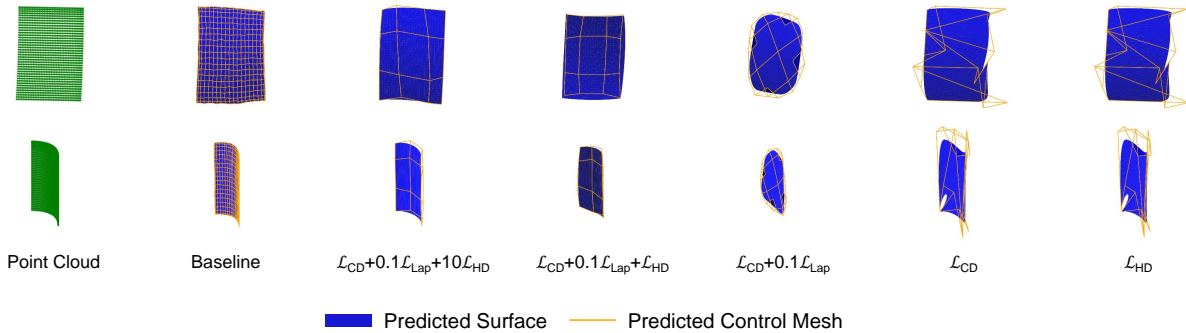 Point Cloud
Baseline
ℒCD+0.1ℒLap+10ℒHD
ℒCD+0.1ℒLap+ℒHD
ℒCD+0.1ℒLap
ℒCD
ℒHD
Predicted Surface
Predicted Control Mesh